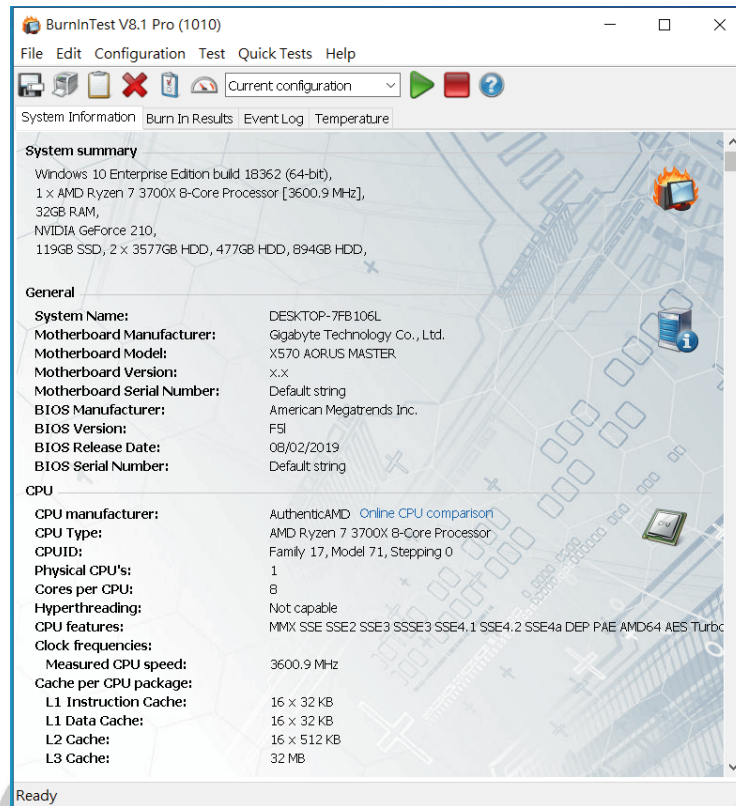 BurnInTest V8.1 Pro (1010)
File Edit Configuration Test Quick Tests Help
Current configuration
System Information Burn In Results Event Log Temperature
System summary
Windows 10 Enterprise Edition build 18362 (64-bit),
1 x AMD Ryzen 7 3700X 8-Core Processor [3600.9 MHz],
32GB RAM,
NVIDIA GeForce 210,
119GB SSD, 2 x 3577GB HDD, 477GB HDD, 894GB HDD,
General
System Name: DESKTOP-7FB106L
Motherboard Manufacturer: Gigabyte Technology Co., Ltd.
Motherboard Model: X570 AORUS MASTER
Motherboard Version: x.x
Motherboard Serial Number: Default string
BIOS Manufacturer: American Megatrends Inc.
BIOS Version: F5l
BIOS Release Date: 08/02/2019
BIOS Serial Number: Default string
CPU
CPU manufacturer: AuthenticAMD Online CPU comparison
CPU Type: AMD Ryzen 7 3700X 8-Core Processor
CPUID: Family 17, Model 71, Stepping 0
Physical CPU's: 1
Cores per CPU: 8
Hyperthreading: Not capable
CPU features: MMX SSE SSE2 SSE3 SSSE3 SSE4.1 SSE4.2 SSE4a DEP PAE AMD64 AES Turbo
Clock frequencies:
Measured CPU speed: 3600.9 MHz
Cache per CPU package:
L1 Instruction Cache: 16 x 32 KB
L1 Data Cache: 16 x 32 KB
L2 Cache: 16 x 512 KB
L3 Cache: 32 MB
Ready